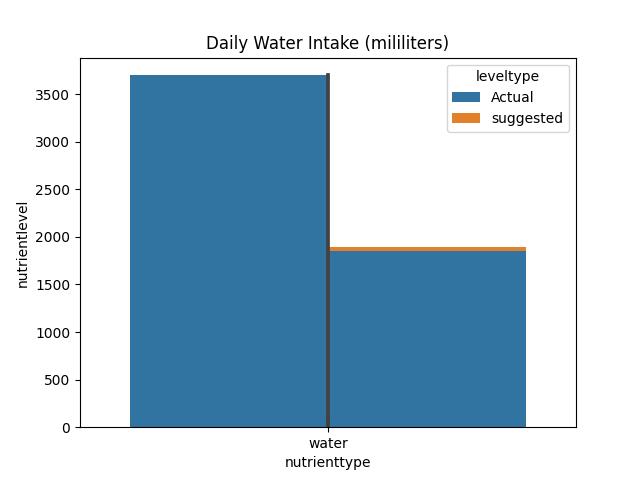 Daily Water Intake (mililiters)
leveltype
Actual
suggested
3500
3000
2500
2000
1500
1000
500
0
nutrientlevel
water
nutrienttype